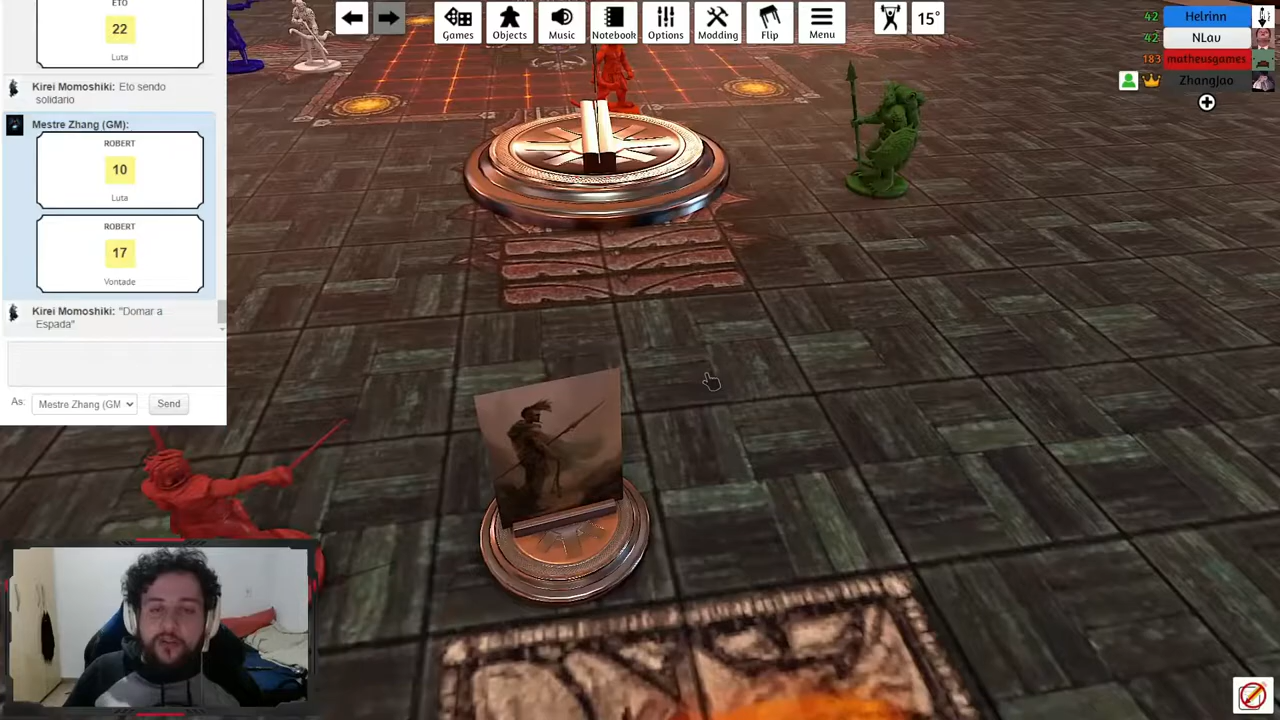 ETO
22
Luta
Kirei Momoshiki: Eto sendo
solidario
Mestre Zhang (GM):
ROBERT
10
Luta
ROBERT
17
Vontade
Kirei Momoshiki: "Domar a
Espada"
As:
Mestre Zhang (GM
Send
Games
Objects
Music
Notebook
Options
Modding
Flip
Menu
15°
42 Helrinn
42 NLav
183 matheusgames
ZhangJao